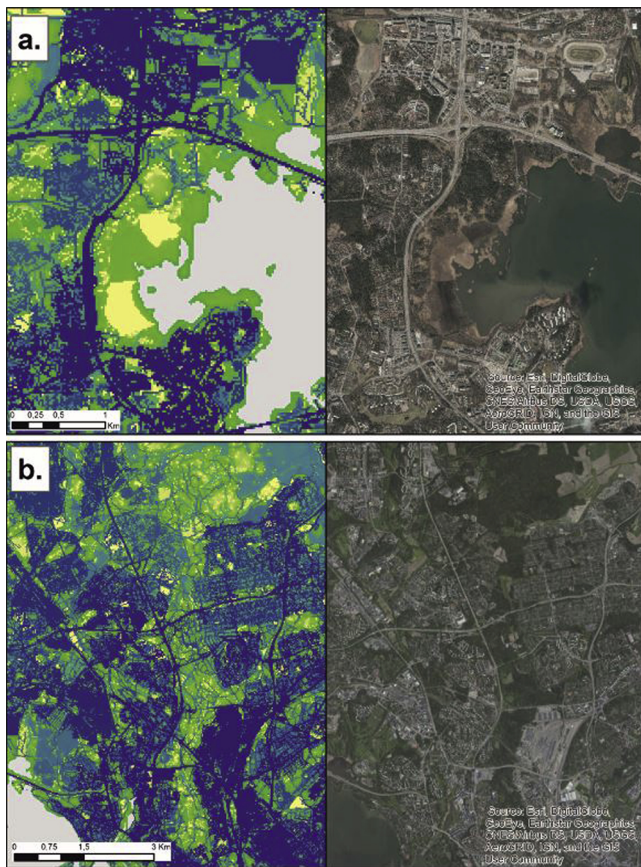 a.
0 0,25 0,5 1
Km
Source: Esri, DigitalGlobe,
GeoEye, Earthstar Geographics,
CNES/Airbus DS, USDA, USGS,
AeroGRID, IGN, and the GIS
User Community
b.
0 0,75 1,5 3 Km
Source: Esri, DigitalGlobe,
GeoEye, Earthstar Geographics,
CNES/Airbus DS, USDA, USGS,
AeroGRID, IGN, and the GIS
User Community